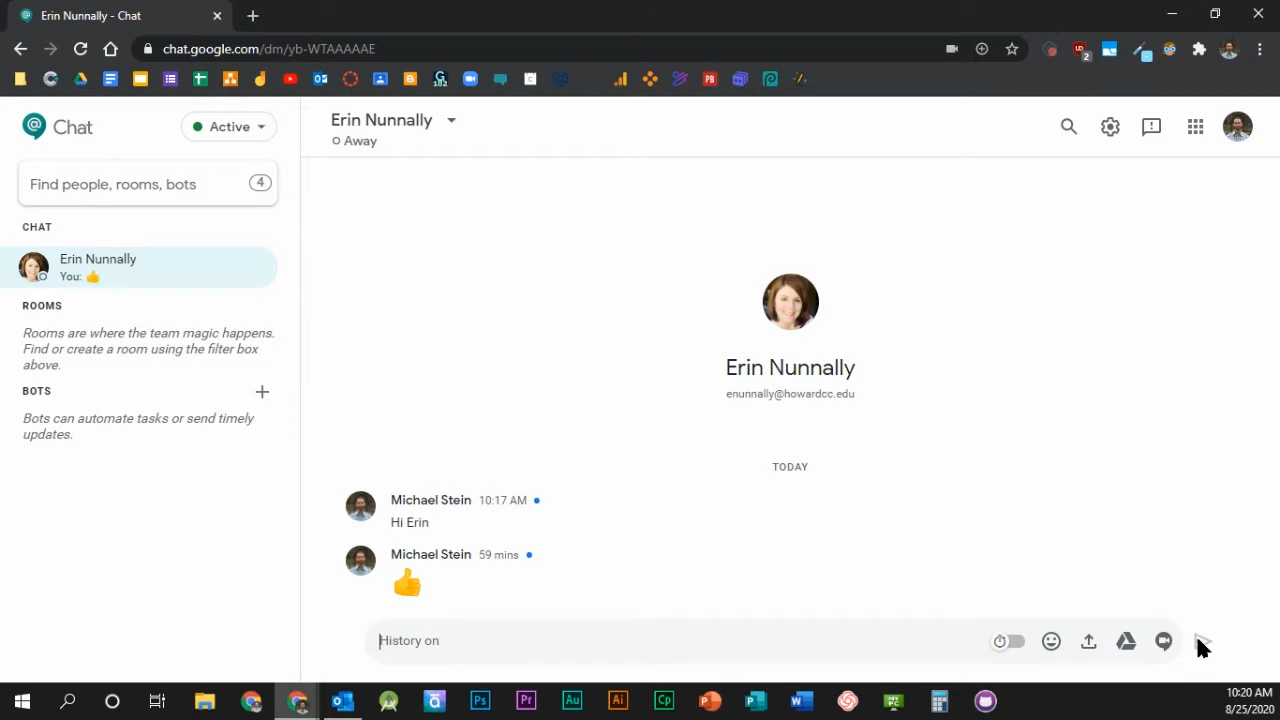 Erin Nunnally - Chat
chat.google.com/dm/yb-WTAAAAAE
Chat
Active
Find people, rooms, bots
4
CHAT
Erin Nunnally
You: 👍
ROOMS
Rooms are where the team magic happens.
Find or create a room using the filter box
above.
BOTS
Bots can automate tasks or send timely
updates.
Erin Nunnally
Away
Erin Nunnally
enunnally@howardcc.edu
TODAY
Michael Stein 10:17 AM
Hi Erin
Michael Stein 59 mins
👍
History on
10:20 AM
8/25/2020